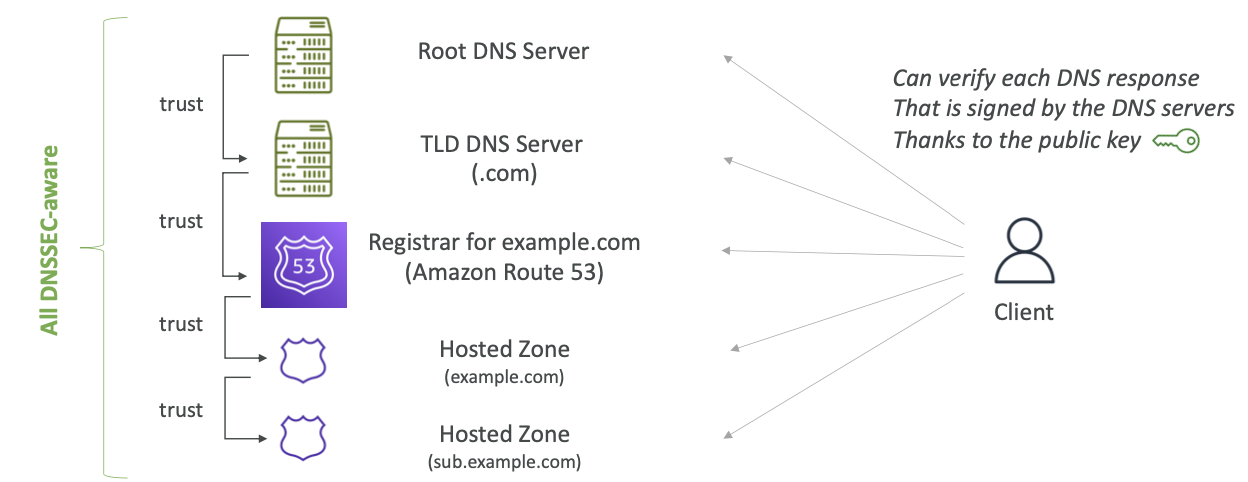 Root DNS Server
Can verify each DNS response
That is signed by the DNS servers
Thanks to the public key
trust
TLD DNS Server
(.com)
All DNSSEC-aware
trust
Registrar for example.com
(Amazon Route 53)
53
Client
trust
Hosted Zone
(example.com)
trust
Hosted Zone
(sub.example.com)